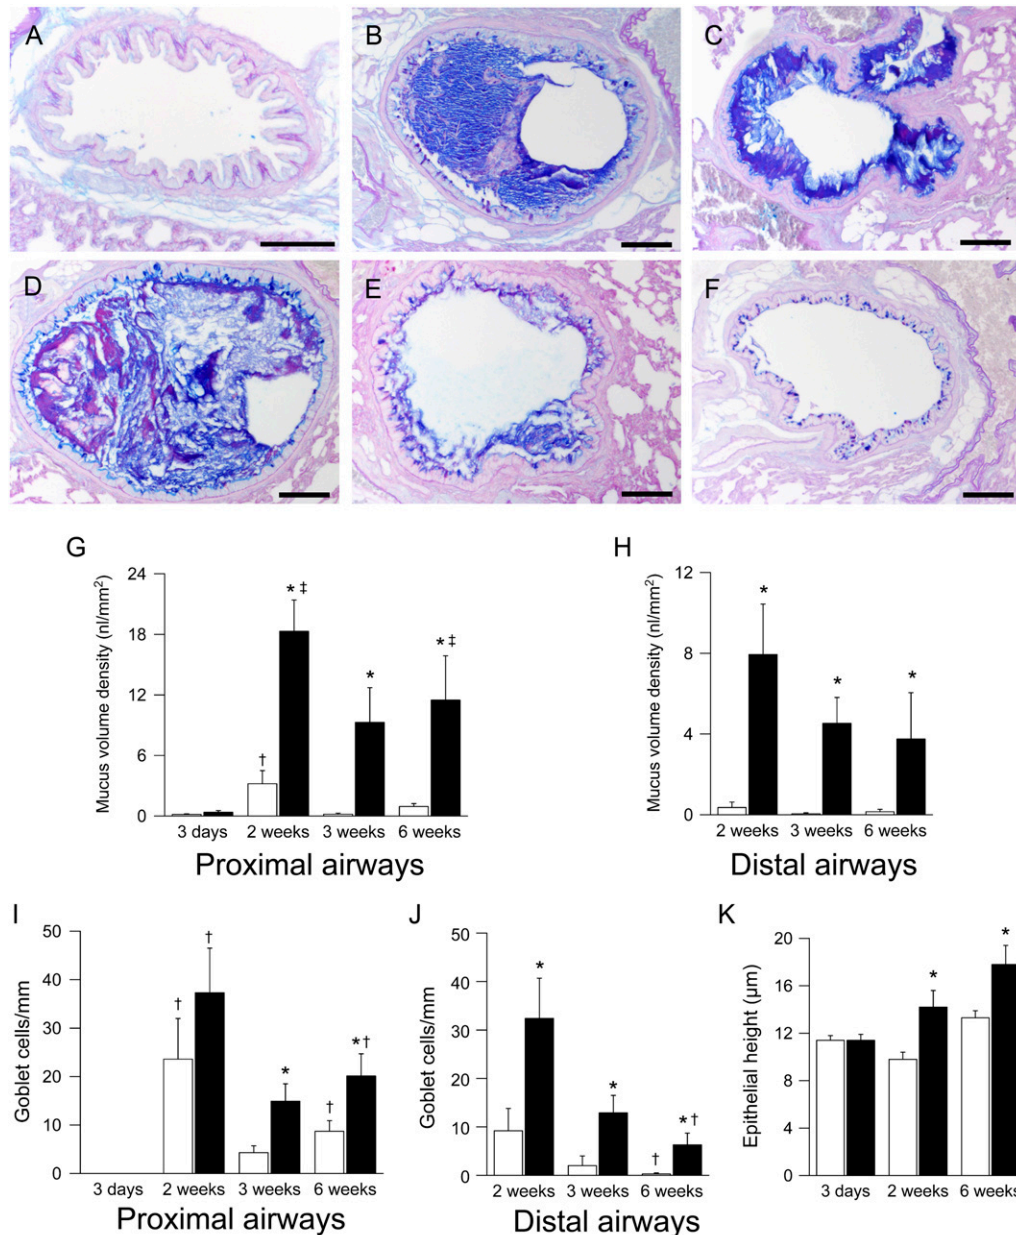 A
B
C
D
E
F
G
Mucus volume density (nl/mm²)
24
18
12
6
0
†
* ‡
*
* ‡
3 days 2 weeks 3 weeks 6 weeks
Proximal airways
H
Mucus volume density (nl/mm²)
12
8
4
0
*
*
*
2 weeks 3 weeks 6 weeks
Distal airways
I
Goblet cells/mm
50
40
30
20
10
0
†
†
*
†
* †
3 days 2 weeks 3 weeks 6 weeks
Proximal airways
J
Goblet cells/mm
50
40
30
20
10
0
*
*
†
* †
2 weeks 3 weeks 6 weeks
Distal airways
K
Epithelial height (µm)
20
16
12
8
4
0
*
*
3 days 2 weeks 6 weeks